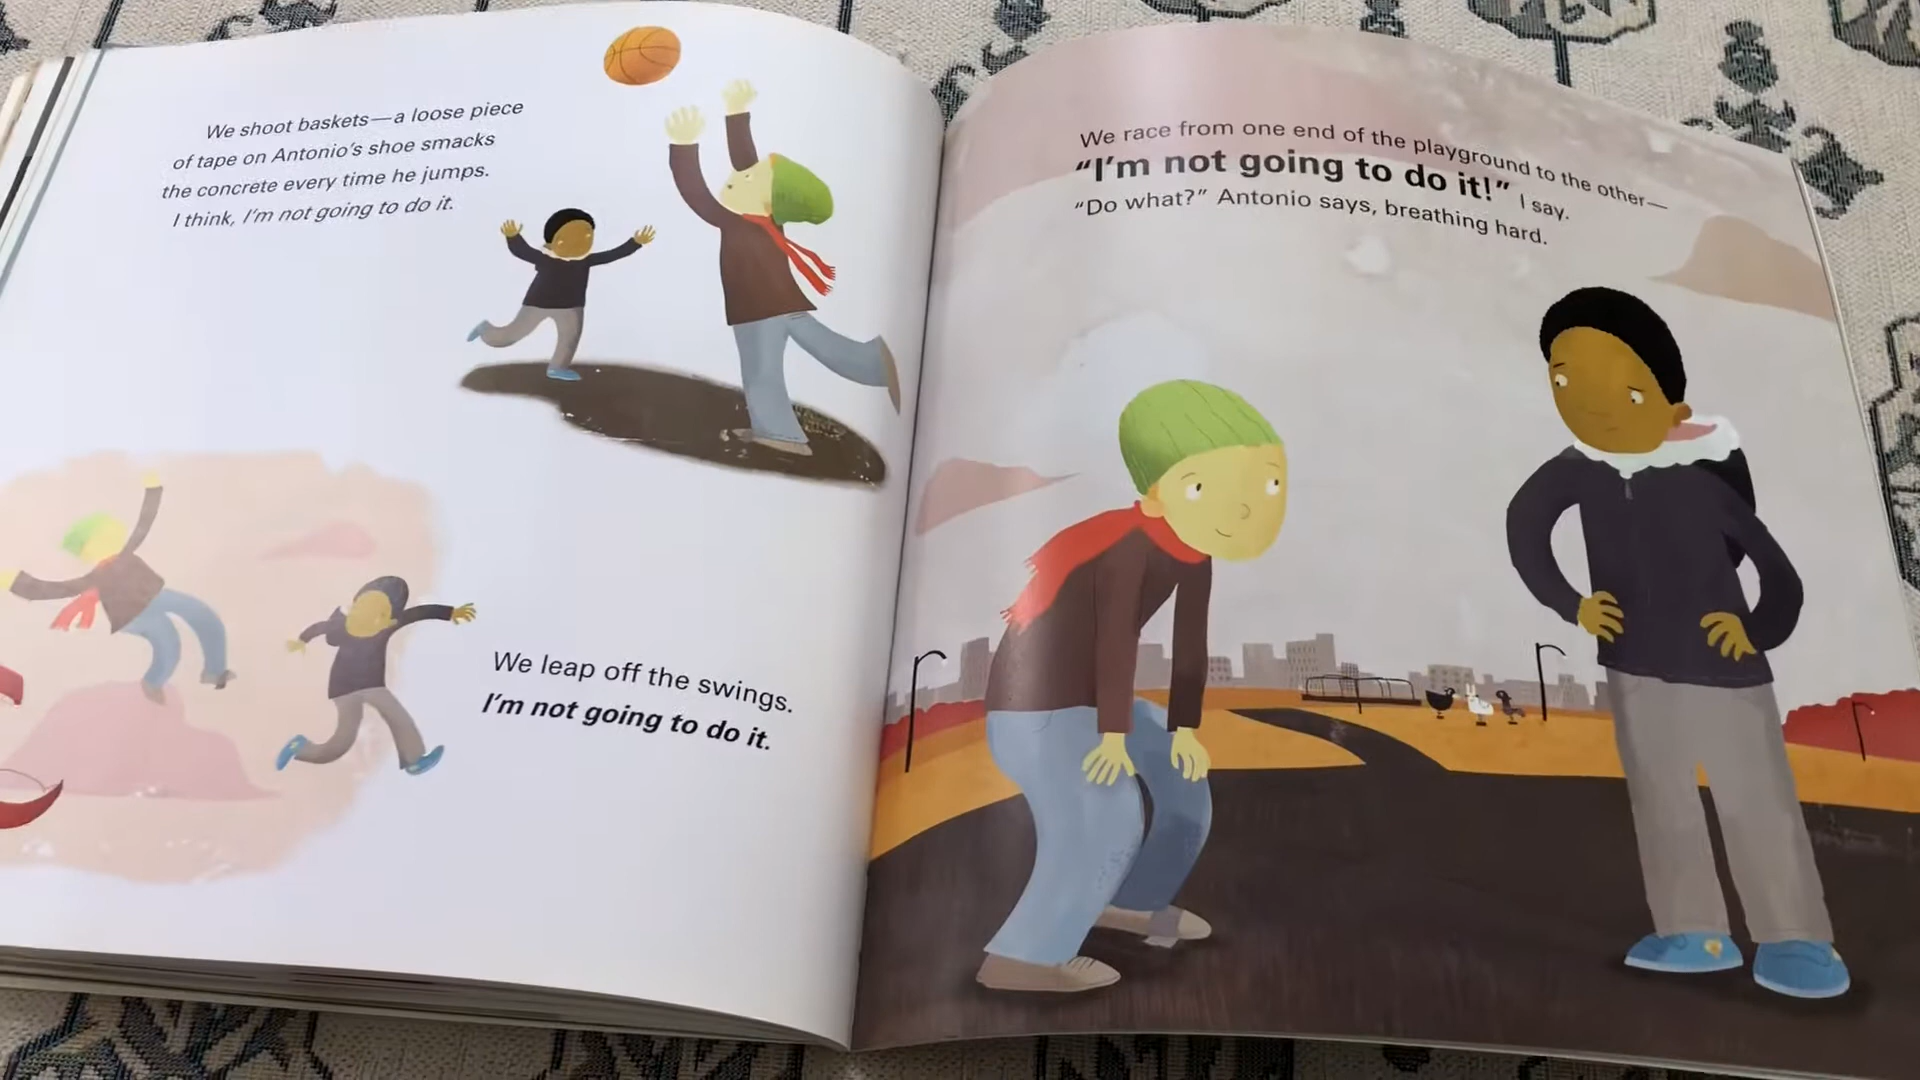 We shoot baskets—a loose piece
of tape on Antonio's shoe smacks
the concrete every time he jumps.
I think, I'm not going to do it.
We leap off the swings.
I'm not going to do it.
We race from one end of the playground to the other—
“I'm not going to do it!” I say.
“Do what?” Antonio says, breathing hard.